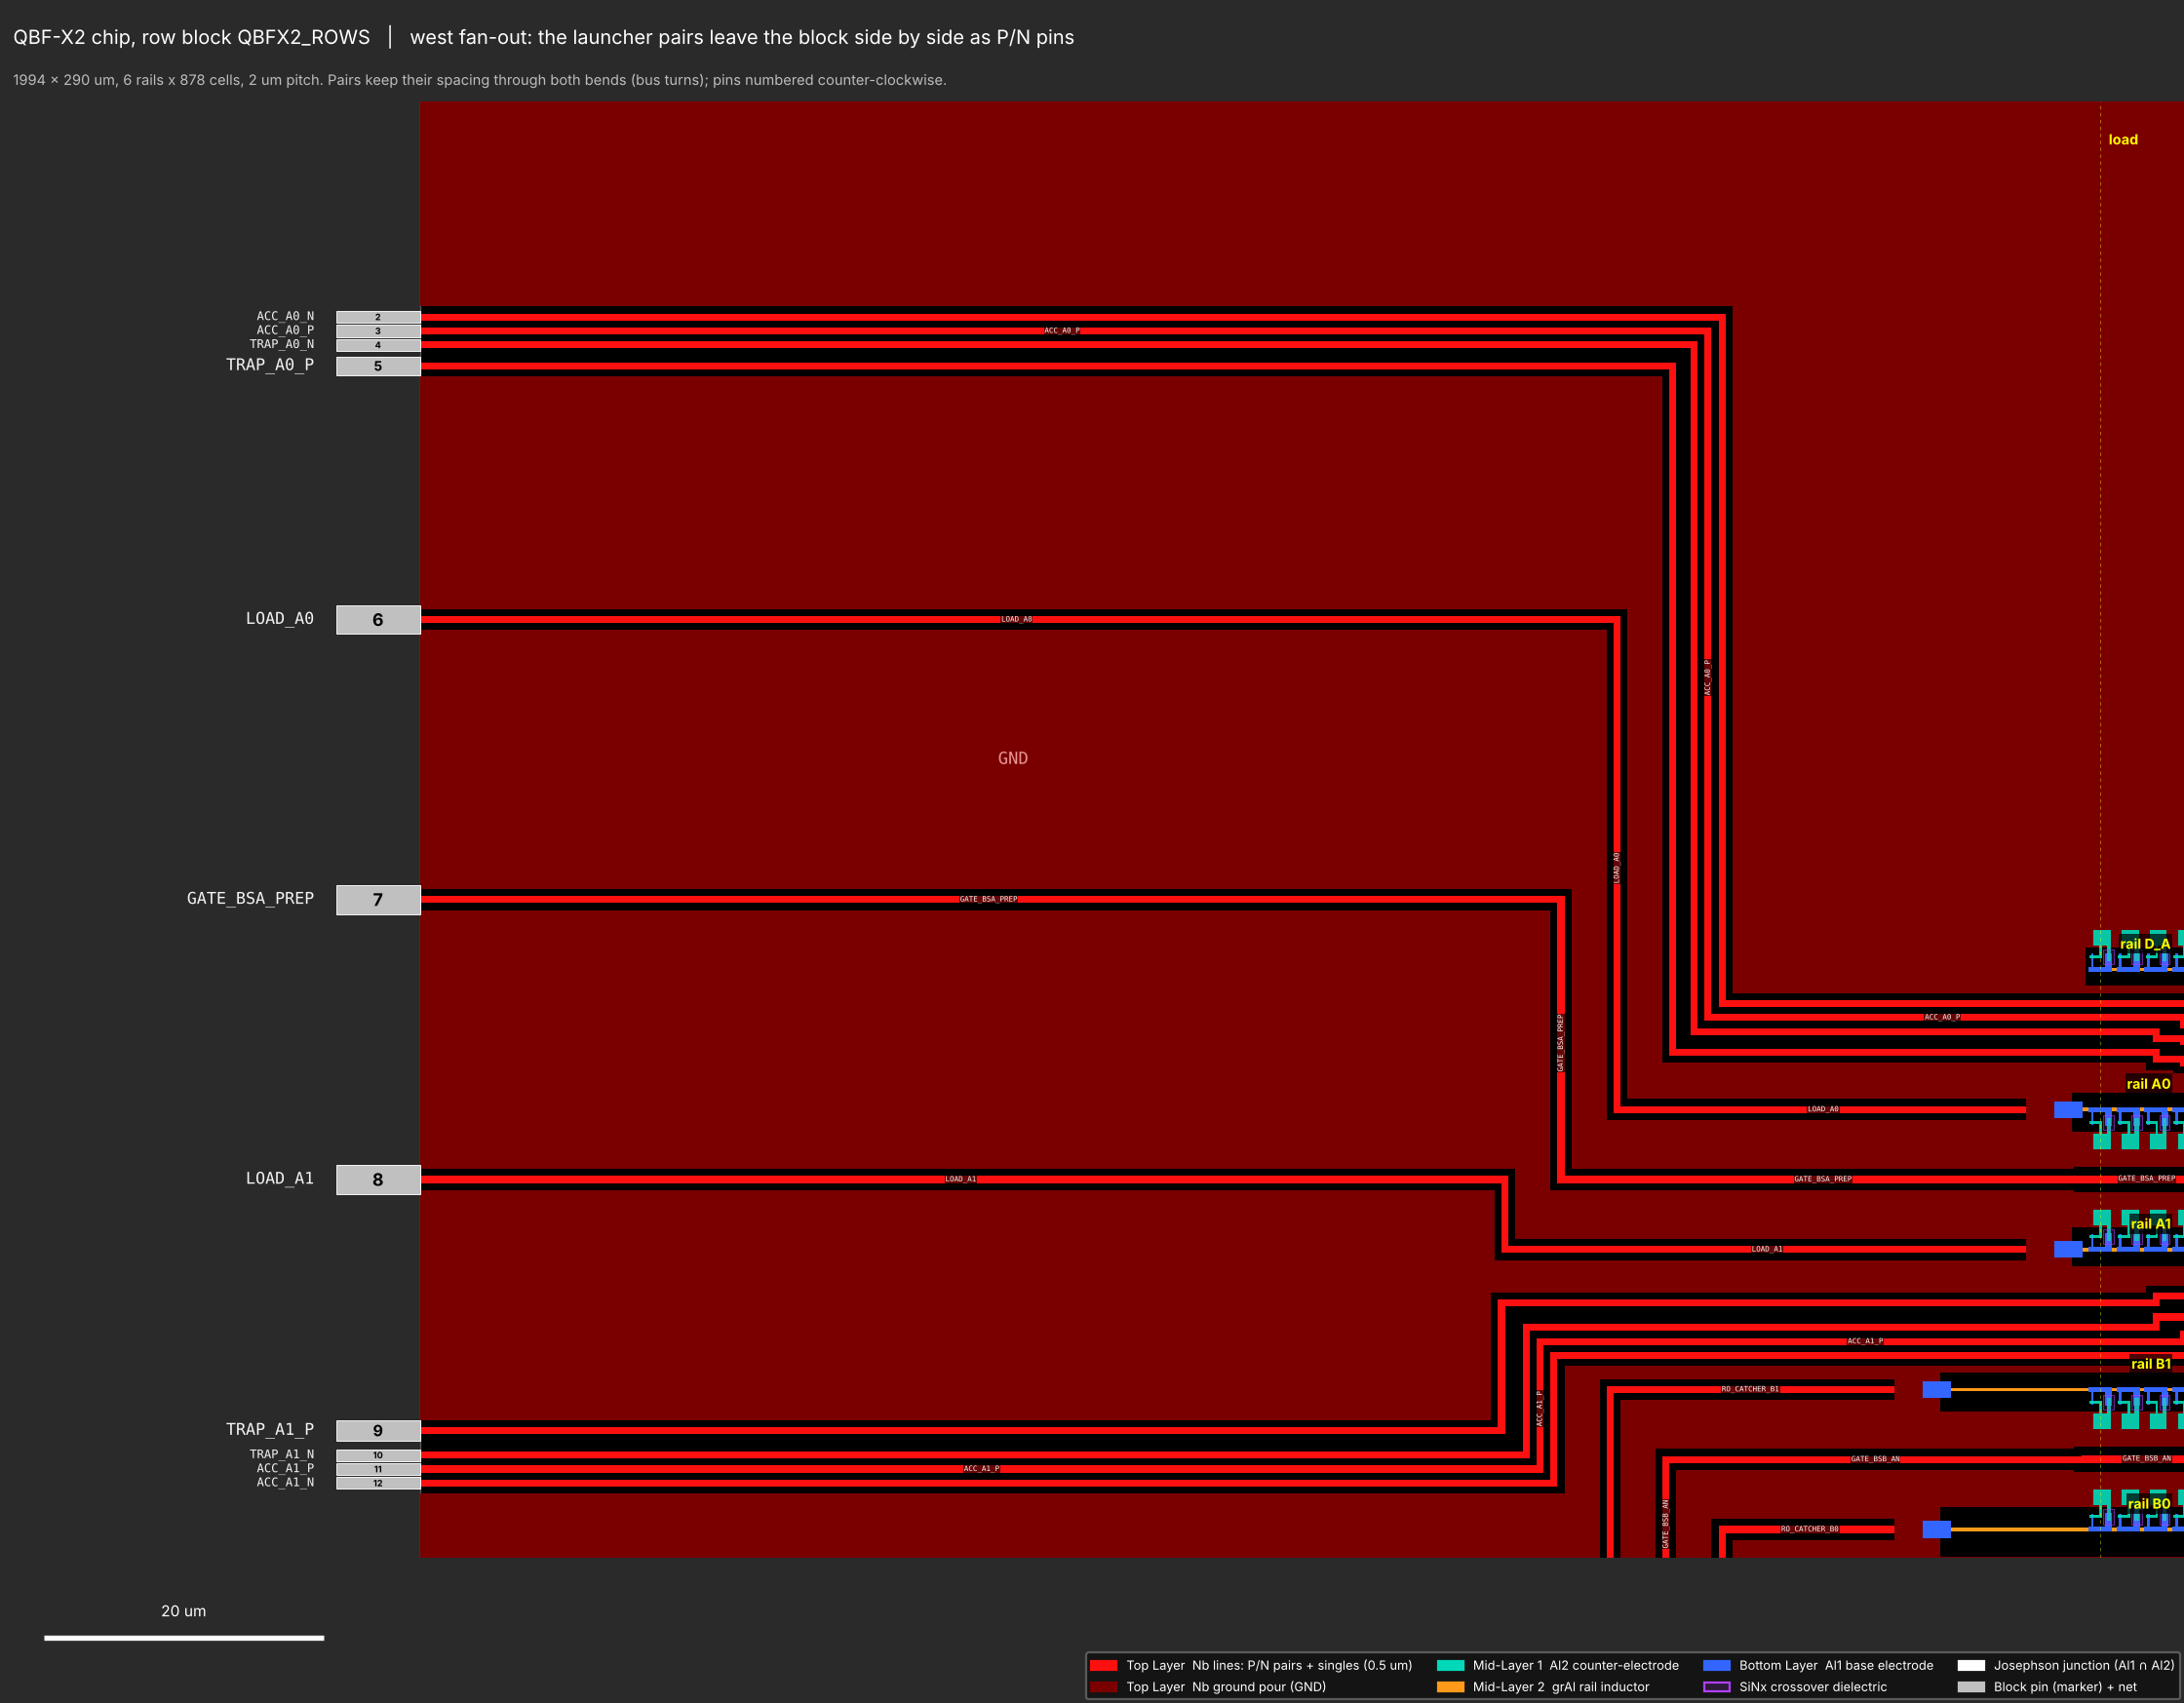 QBF-X2 chip, row block QBFX2_ROWS | west fan-out: the launcher pairs leave the block side by side as P/N pins
1994 × 290 um, 6 rails x 878 cells, 2 um pitch. Pairs keep their spacing through both bends (bus turns); pins numbered counter-clockwise.
load
ACC_A0_N 2
ACC_A0_P 3 ACC_A0_P
TRAP_A0_N 4
TRAP_A0_P 5
LOAD_A0 6 LOAD_A0
ACC_A0_P
GND
LOAD_A0
GATE_BSA_PREP 7 GATE_BSA_PREP
rail D_A
ACC_A0_P
GATE_BSA_PREP
rail A0
LOAD_A0
LOAD_A1 8 LOAD_A1 GATE_BSA_PREP GATE_BSA_PREP
rail A1
LOAD_A1
ACC_A1_P
rail B1
RO_CATCHER_B1
ACC_A1_P
TRAP_A1_P 9
TRAP_A1_N 10
GATE_BSB_AN GATE_BSB_AN
ACC_A1_P 11 ACC_A1_P
ACC_A1_N 12
rail B0
GATE_BSB_AN
RO_CATCHER_B0
20 um
Top Layer Nb lines: P/N pairs + singles (0.5 um)
Top Layer Nb ground pour (GND)
Mid-Layer 1 Al2 counter-electrode
Mid-Layer 2 grAl rail inductor
Bottom Layer Al1 base electrode
SiNx crossover dielectric
Josephson junction (Al1 ∩ Al2)
Block pin (marker) + net